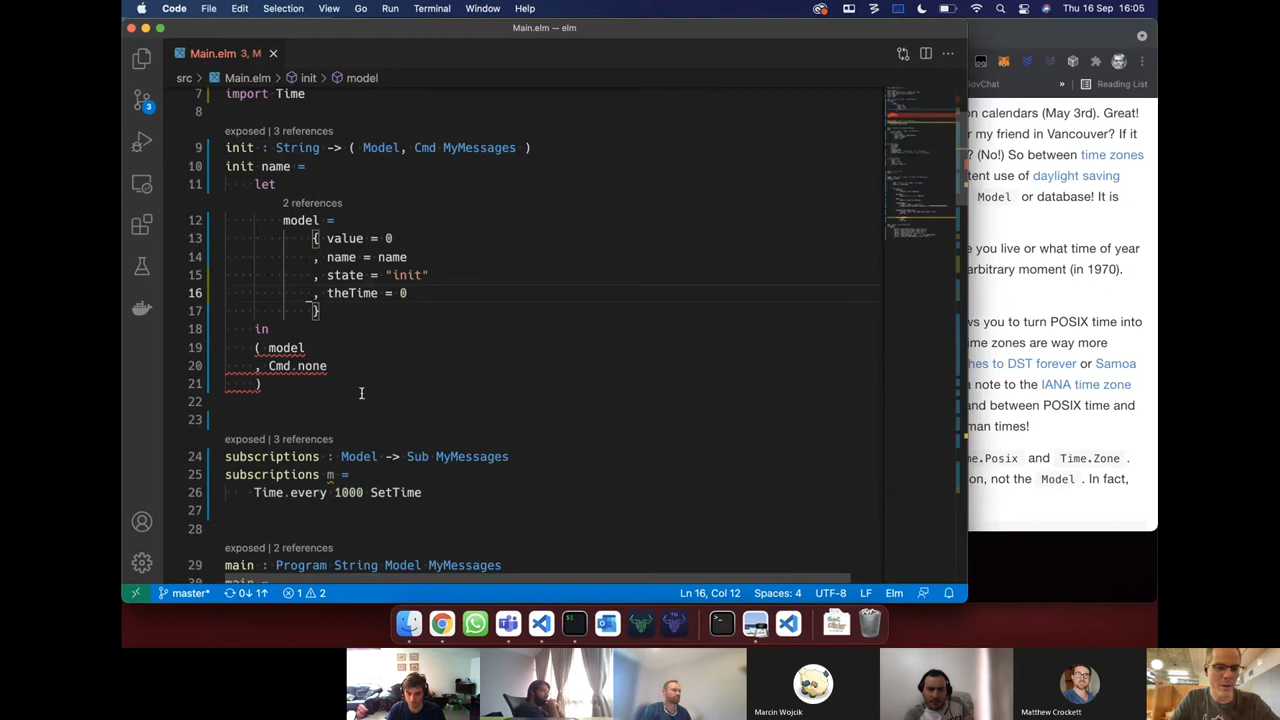 Code File Edit Selection View Go Run Terminal Window Help Thu 16 Sep 16:05
Main.elm — elm
Main.elm 3, M
src > Main.elm > init > model
7 import Time
8
exposed | 3 references
9 init : String -> ( Model, Cmd MyMessages )
10 init name =
11 let
2 references
12 model =
13 { value = 0
14 , name = name
15 , state = "init"
16 , theTime = 0
17 }
18 in
19 ( model
20 , Cmd.none
21 )
22
23
exposed | 3 references
24 subscriptions : Model -> Sub MyMessages
25 subscriptions m =
26 Time.every 1000 SetTime
27
28
exposed | 2 references
29 main : Program String Model MyMessages
30 main =
3
master* 0↓ 1↑ 1 2 Ln 16, Col 12 Spaces: 4 UTF-8 LF Elm
GovChat » Reading List
on calendars (May 3rd). Great!
r my friend in Vancouver? If it
? (No!) So between time zones
tent use of daylight saving
Model or database! It is
e you live or what time of year
arbitrary moment (in 1970).
ws you to turn POSIX time into
ime zones are way more
hes to DST forever or Samoa
a note to the IANA time zone
and between POSIX time and
man times!
me.Posix and Time.Zone.
on, not the Model. In fact,
Marcin Wojcik
Matthew Crockett